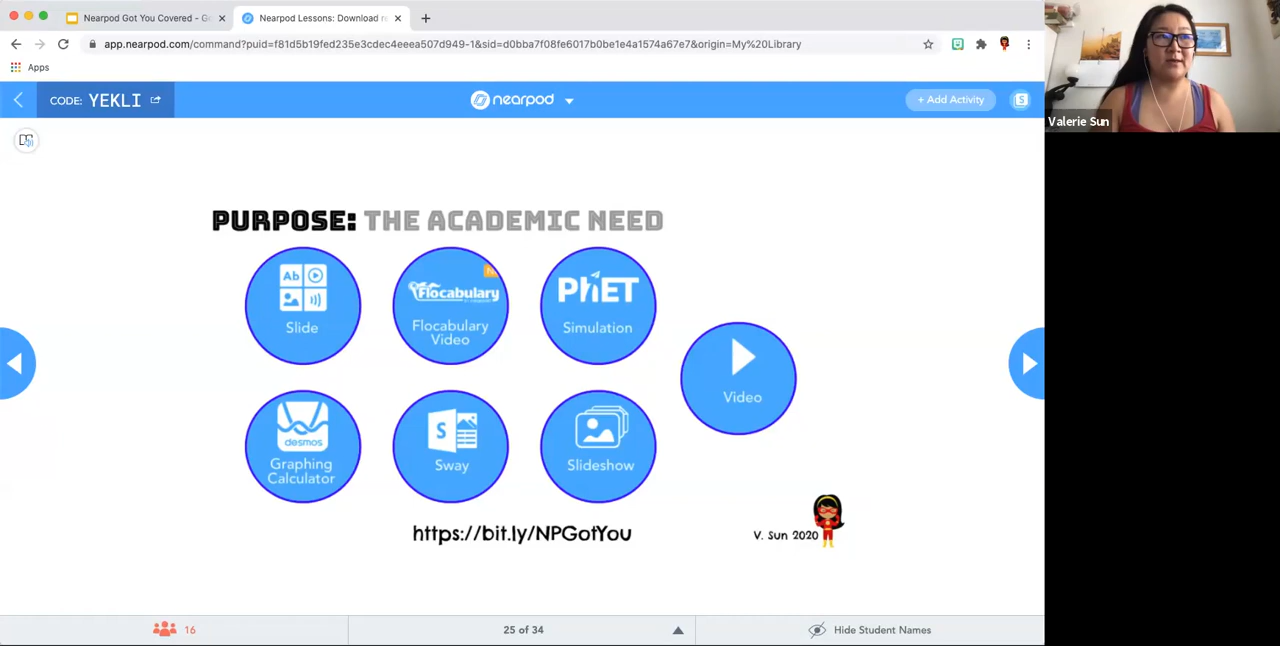 Nearpod Got You Covered - G
Nearpod Lessons: Download r
app.nearpod.com/command?puid=f81d5b19fed235e3cdec4eeea507d949-1&sid=d0bba7f08fe6017b0be1e4a1574a67e7&origin=My%20Library
Apps
CODE: YEKLI
nearpod
+ Add Activity
S
PURPOSE: THE ACADEMIC NEED
Ab
Slide
Flocabulary
Flocabulary
Video
PhET
Simulation
Video
desmos
Graphing
Calculator
S
Sway
Slideshow
https://bit.ly/NPGotYou
V. Sun 2020
16
25 of 34
Hide Student Names
Valerie Sun